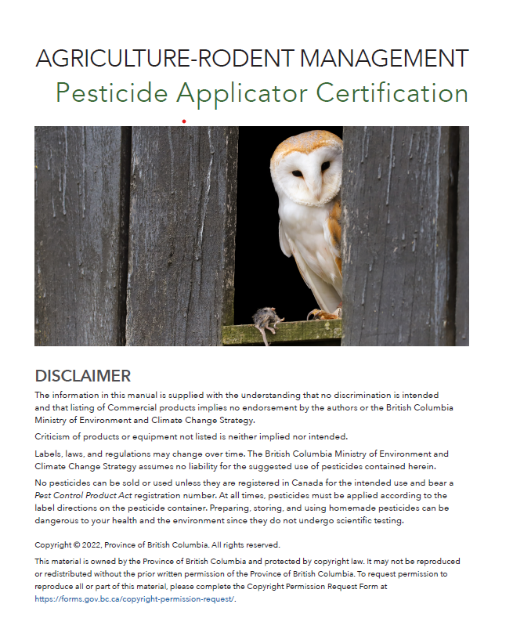 AGRICULTURE-RODENT MANAGEMENT
Pesticide Applicator Certification
DISCLAIMER
The information in this manual is supplied with the understanding that no discrimination is intended
and that listing of Commercial products implies no endorsement by the authors or the British Columbia
Ministry of Environment and Climate Change Strategy.
Criticism of products or equipment not listed is neither implied nor intended.
Labels, laws, and regulations may change over time. The British Columbia Ministry of Environment and
Climate Change Strategy assumes no liability for the suggested use of pesticides contained herein.
No pesticides can be sold or used unless they are registered in Canada for the intended use and bear a
Pest Control Product Act registration number. At all times, pesticides must be applied according to the
label directions on the pesticide container. Preparing, storing, and using homemade pesticides can be
dangerous to your health and the environment since they do not undergo scientific testing.
Copyright © 2022, Province of British Columbia. All rights reserved.
This material is owned by the Province of British Columbia and protected by copyright law. It may not be reproduced
or redistributed without the prior written permission of the Province of British Columbia. To request permission to
reproduce all or part of this material, please complete the Copyright Permission Request Form at
https://forms.gov.bc.ca/copyright-permission-request/.